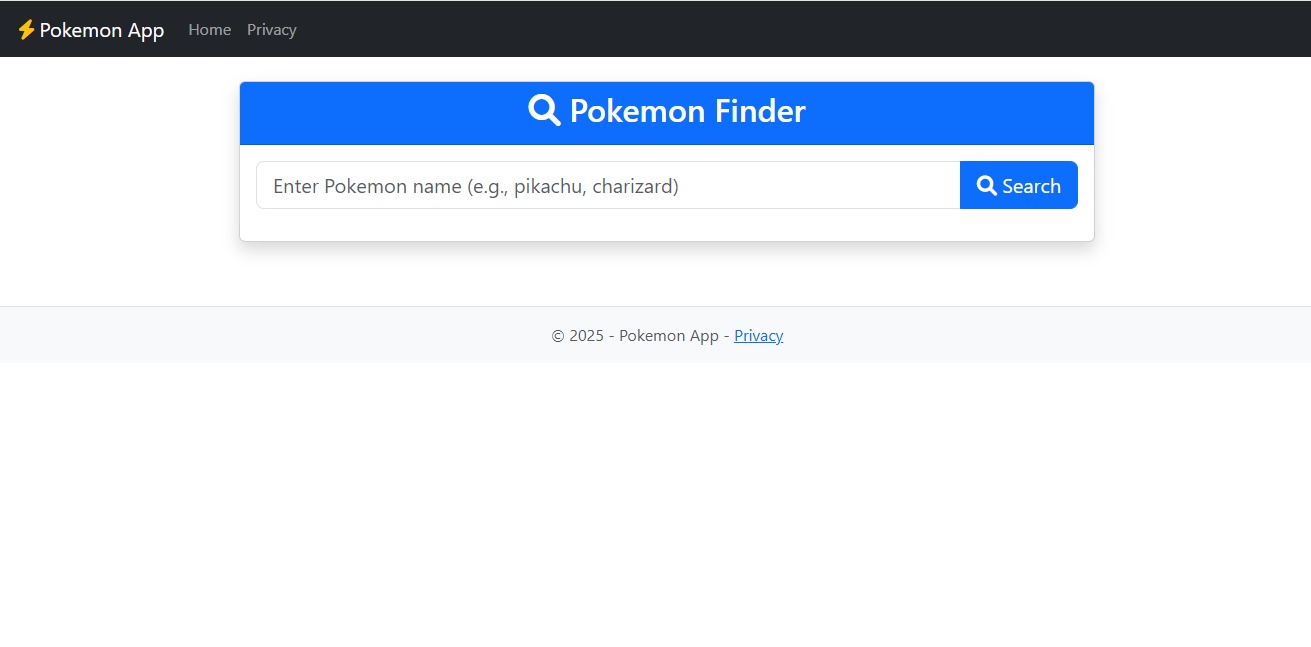 Pokemon App Home Privacy
Pokemon Finder
Enter Pokemon name (e.g., pikachu, charizard) Search
© 2025 - Pokemon App - Privacy